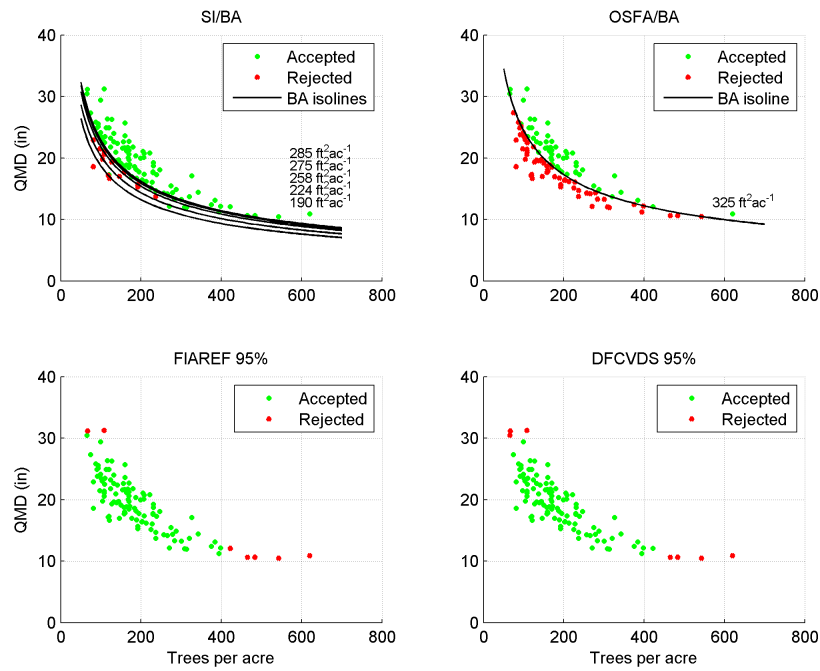 SI/BA
40
30
20
10
0
QMD (in)
0 200 400 600 800
Accepted
Rejected
BA isolines
285 ft²ac⁻¹
275 ft²ac⁻¹
258 ft²ac⁻¹
224 ft²ac⁻¹
190 ft²ac⁻¹
OSFA/BA
40
30
20
10
0
0 200 400 600 800
Accepted
Rejected
BA isoline
325 ft²ac⁻¹
FIAREF 95%
40
30
20
10
0
QMD (in)
0 200 400 600 800
Trees per acre
Accepted
Rejected
DFCVDS 95%
40
30
20
10
0
0 200 400 600 800
Trees per acre
Accepted
Rejected